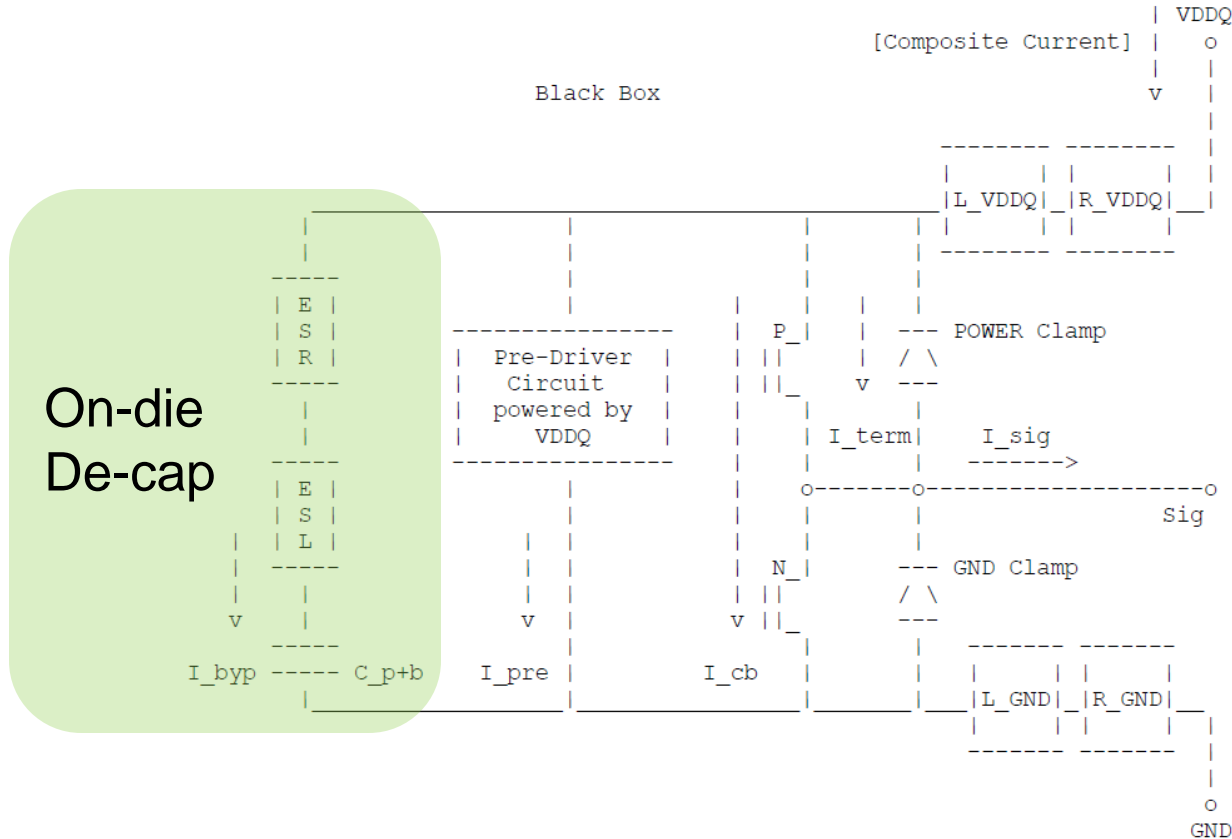 VDDQ
[Composite Current]
Black Box
L_VDDQ R_VDDQ
E
S
R
P_
POWER Clamp
Pre-Driver
Circuit
powered by
VDDQ
On-die
De-cap
I_term
I_sig
E
S
L
Sig
N_
GND Clamp
I_byp
C_p+b
I_pre
I_cb
L_GND R_GND
GND